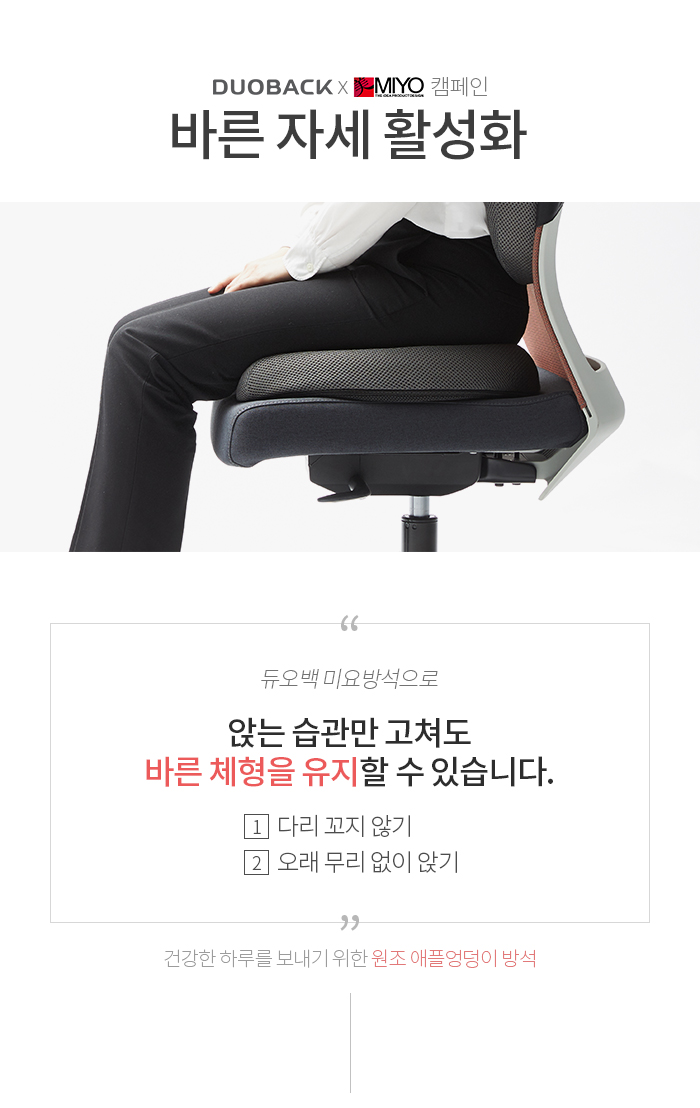 DUOBACK X MIYO 캠페인
THE IDEA PRODUCT DESIGN
바른 자세 활성화
“
듀오백 미요방석으로
앉는 습관만 고쳐도
바른 체형을 유지할 수 있습니다.
1 다리 꼬지 않기
2 오래 무리 없이 앉기
”
건강한 하루를 보내기 위한 원조 애플엉덩이 방석